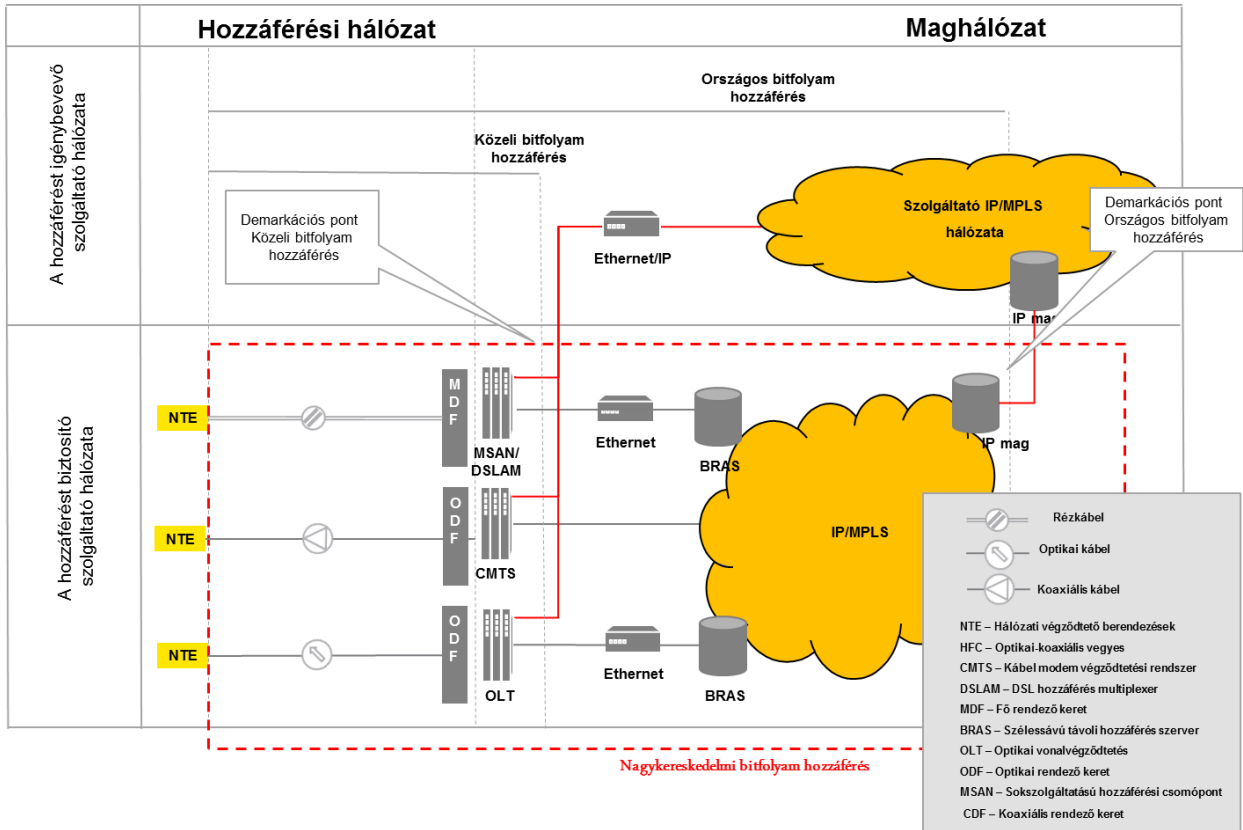 Hozzáférési hálózat
Maghálózat
A hozzáférést igénybevevő
szolgáltató hálózata
Országos bitfolyam
hozzáférés
Közeli bitfolyam
hozzáférés
Demarkációs pont
Közeli bitfolyam
hozzáférés
Ethernet/IP
Szolgáltató IP/MPLS
hálózata
Demarkációs pont
Országos bitfolyam
hozzáférés
IP mag
A hozzáférést biztosító
szolgáltató hálózata
NTE
MDF
MSAN/
DSLAM
Ethernet
BRAS
IP mag
NTE
ODF
CMTS
IP/MPLS
NTE
ODF
OLT
Ethernet
BRAS
Nagykereskedelmi bitfolyam hozzáférés
Rézkábel
Optikai kábel
Koaxiális kábel
NTE – Hálózati végződtető berendezések
HFC – Optikai-koaxiális vegyes
CMTS – Kábel modem végződtetési rendszer
DSLAM – DSL hozzáférés multiplexer
MDF – Fő rendező keret
BRAS – Szélessávú távoli hozzáférés szerver
OLT – Optikai vonalvégződtetés
ODF – Optikai rendező keret
MSAN – Sokszolgáltatású hozzáférési csomópont
CDF – Koaxiális rendező keret